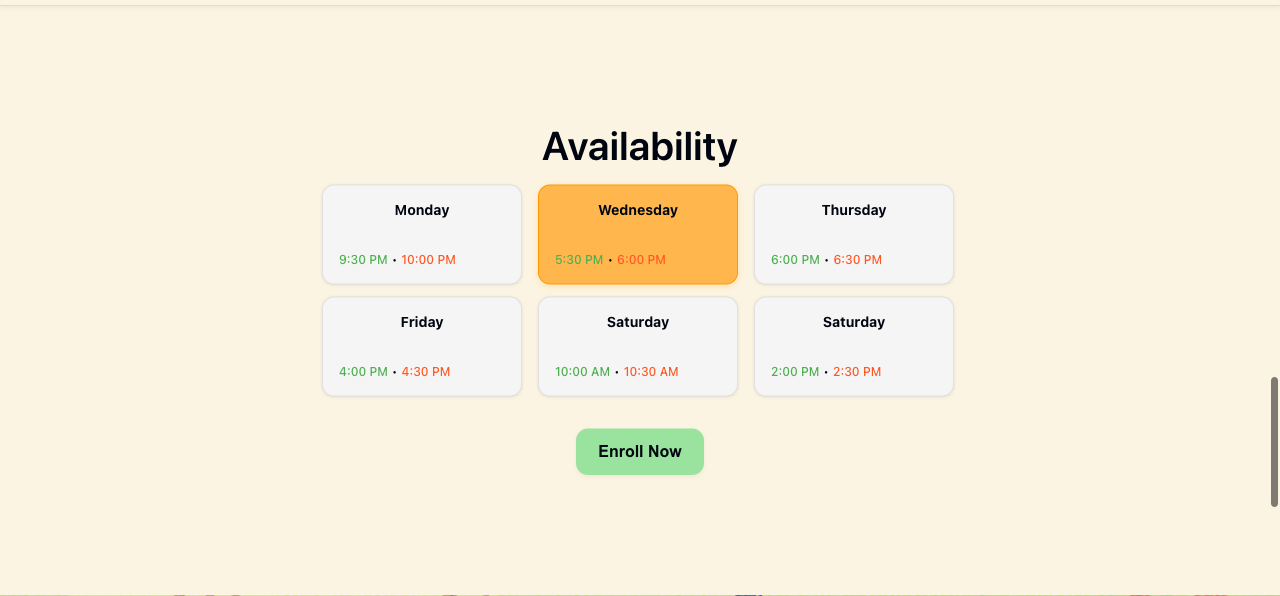 Availability
Monday
9:30 PM • 10:00 PM
Wednesday
5:30 PM • 6:00 PM
Thursday
6:00 PM • 6:30 PM
Friday
4:00 PM • 4:30 PM
Saturday
10:00 AM • 10:30 AM
Saturday
2:00 PM • 2:30 PM
Enroll Now